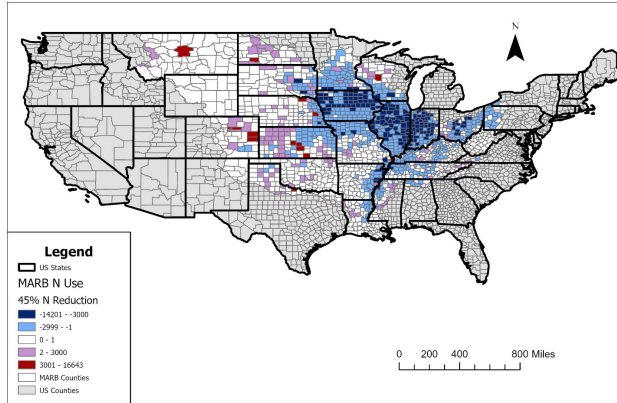 N
Legend
US States
MARB N Use
45% N Reduction
-14201 - -3000
-2999 - -1
0 - 1
2 - 3000
3001 - 16643
MARB Counties
US Counties
0 200 400 800 Miles